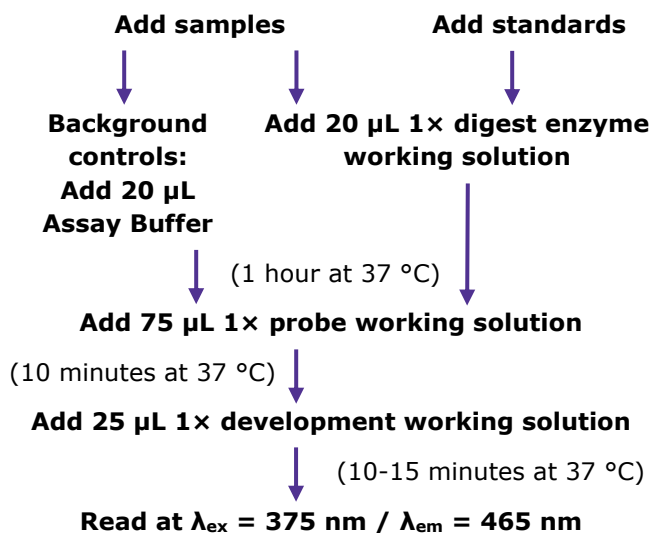 Add samples
Add standards
Background
controls:
Add 20 µL
Assay Buffer
Add 20 µL 1× digest enzyme
working solution
(1 hour at 37 °C)
Add 75 µL 1× probe working solution
(10 minutes at 37 °C)
Add 25 µL 1× development working solution
(10-15 minutes at 37 °C)
Read at λex = 375 nm / λem = 465 nm